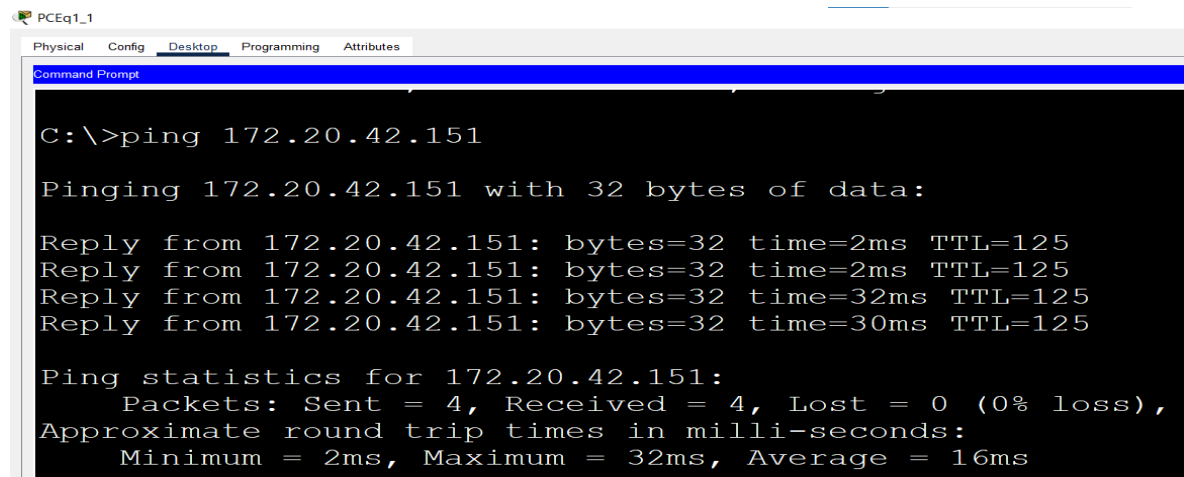 PCEq1_1
Physical Config Desktop Programming Attributes
Command Prompt
C:\>ping 172.20.42.151
Pinging 172.20.42.151 with 32 bytes of data:
Reply from 172.20.42.151: bytes=32 time=2ms TTL=125
Reply from 172.20.42.151: bytes=32 time=2ms TTL=125
Reply from 172.20.42.151: bytes=32 time=32ms TTL=125
Reply from 172.20.42.151: bytes=32 time=30ms TTL=125
Ping statistics for 172.20.42.151:
Packets: Sent = 4, Received = 4, Lost = 0 (0% loss),
Approximate round trip times in milli-seconds:
Minimum = 2ms, Maximum = 32ms, Average = 16ms